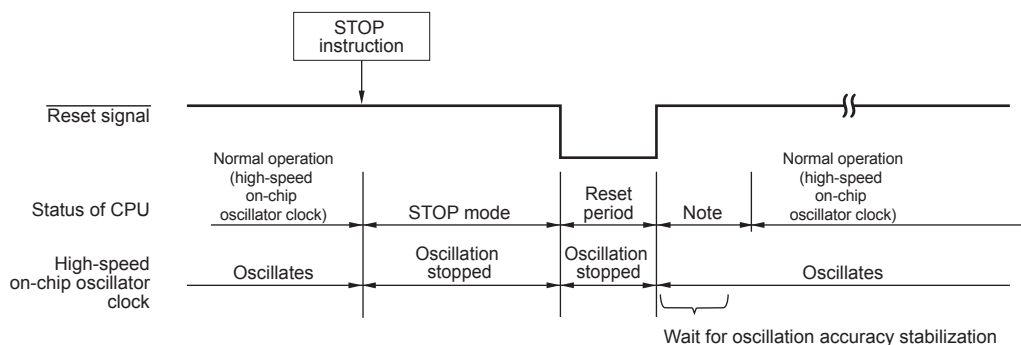 STOP
instruction
Reset signal
Normal operation
(high-speed
on-chip
oscillator clock)
Status of CPU
STOP mode
Reset
period
Note
Normal operation
(high-speed
on-chip
oscillator clock)
High-speed
on-chip oscillator
clock
Oscillates
Oscillation
stopped
Oscillation
stopped
Oscillates
Wait for oscillation accuracy stabilization